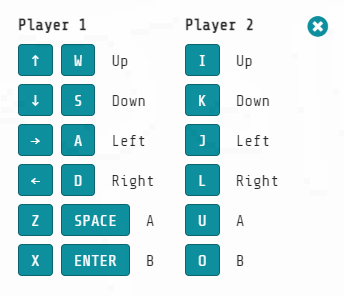 Player 1 Player 2
↑ W Up I Up
↓ S Down K Down
→ A Left J Left
← D Right L Right
Z SPACE A U A
X ENTER B O B